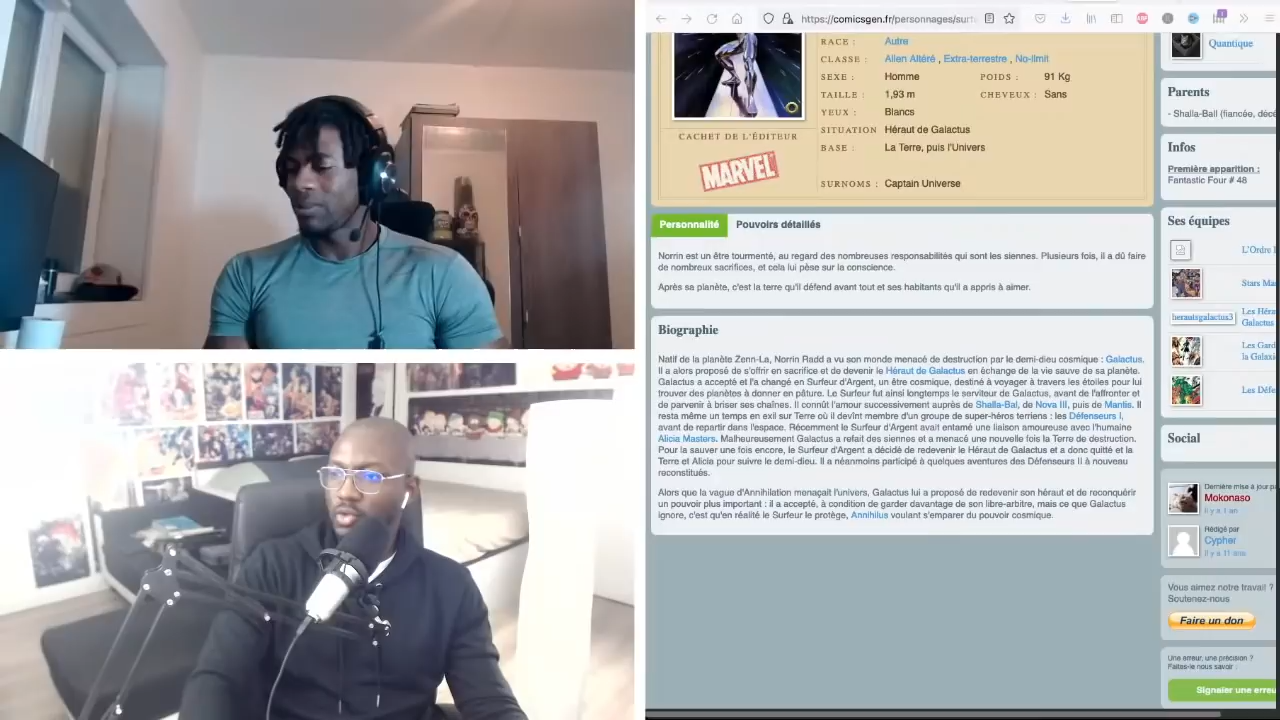 https://comicsgen.fr/personnages/surf
RACE : Autre
CLASSE : Alien Altéré , Extra-terrestre , No-limit
SEXE : Homme POIDS : 91 Kg
TAILLE : 1,93 m CHEVEUX : Sans
YEUX : Blancs
SITUATION Héraut de Galactus
BASE : La Terre, puis l'Univers
SURNOMS : Captain Universe
CACHET DE L'ÉDITEUR
MARVEL
Personnalité Pouvoirs détaillés
Norrin est un être tourmenté, au regard des nombreuses responsabilités qui sont les siennes. Plusieurs fois, il a dû faire
de nombreux sacrifices, et cela lui pèse sur la conscience.
Après sa planète, c'est la terre qu'il défend avant tout et ses habitants qu'il a appris à aimer.
Biographie
Natif de la planète Zenn-La, Norrin Radd a vu son monde menacé de destruction par le demi-dieu cosmique : Galactus.
Il a alors proposé de s'offrir en sacrifice et de devenir le Héraut de Galactus en échange de la vie sauve de sa planète.
Galactus a accepté et l'a changé en Surfeur d'Argent, un être cosmique, destiné à voyager à travers les étoiles pour lui
trouver des planètes à donner en pâture. Le Surfeur fut ainsi longtemps le serviteur de Galactus, avant de l'affronter et
de parvenir à briser ses chaînes. Il connût l'amour successivement auprès de Shalla-Bal, de Nova III, puis de Mantis. Il
resta même un temps en exil sur Terre où il devînt membre d'un groupe de super-héros terriens : les Défenseurs I,
avant de repartir dans l'espace. Récemment le Surfeur d'Argent avait entamé une liaison amoureuse avec l'humaine
Alicia Masters. Malheureusement Galactus a refait des siennes et a menacé une nouvelle fois la Terre de destruction.
Pour la sauver une fois encore, le Surfeur d'Argent a décidé de redevenir le Héraut de Galactus et a donc quitté et la
Terre et Alicia pour suivre le demi-dieu. Il a néanmoins participé à quelques aventures des Défenseurs II à nouveau
reconstitués.
Alors que la vague d'Annihilation menaçait l'univers, Galactus lui a proposé de redevenir son héraut et de reconquérir
un pouvoir plus important : il a accepté, à condition de garder davantage de son libre-arbitre, mais ce que Galactus
ignore, c'est qu'en réalité le Surfeur le protège, Annihilus voulant s'emparer du pouvoir cosmique.
Quantique
Parents
- Shalla-Ball (fiancée, décé
Infos
Première apparition :
Fantastic Four # 48
Ses équipes
L'Ordre
Stars Ma
herautsgalactus3
Les Héra
Galactus
Les Gard
la Galaxi
Les Défe
Social
Dernière mise à jour pa
Mokonaso
il y a 1 an
Rédigé par
Cypher
il y a 11 ans
Vous aimez notre travail ?
Soutenez-nous
Faire un don
Une erreur, une précision ?
Faites-le nous savoir :
Signaler une erreu